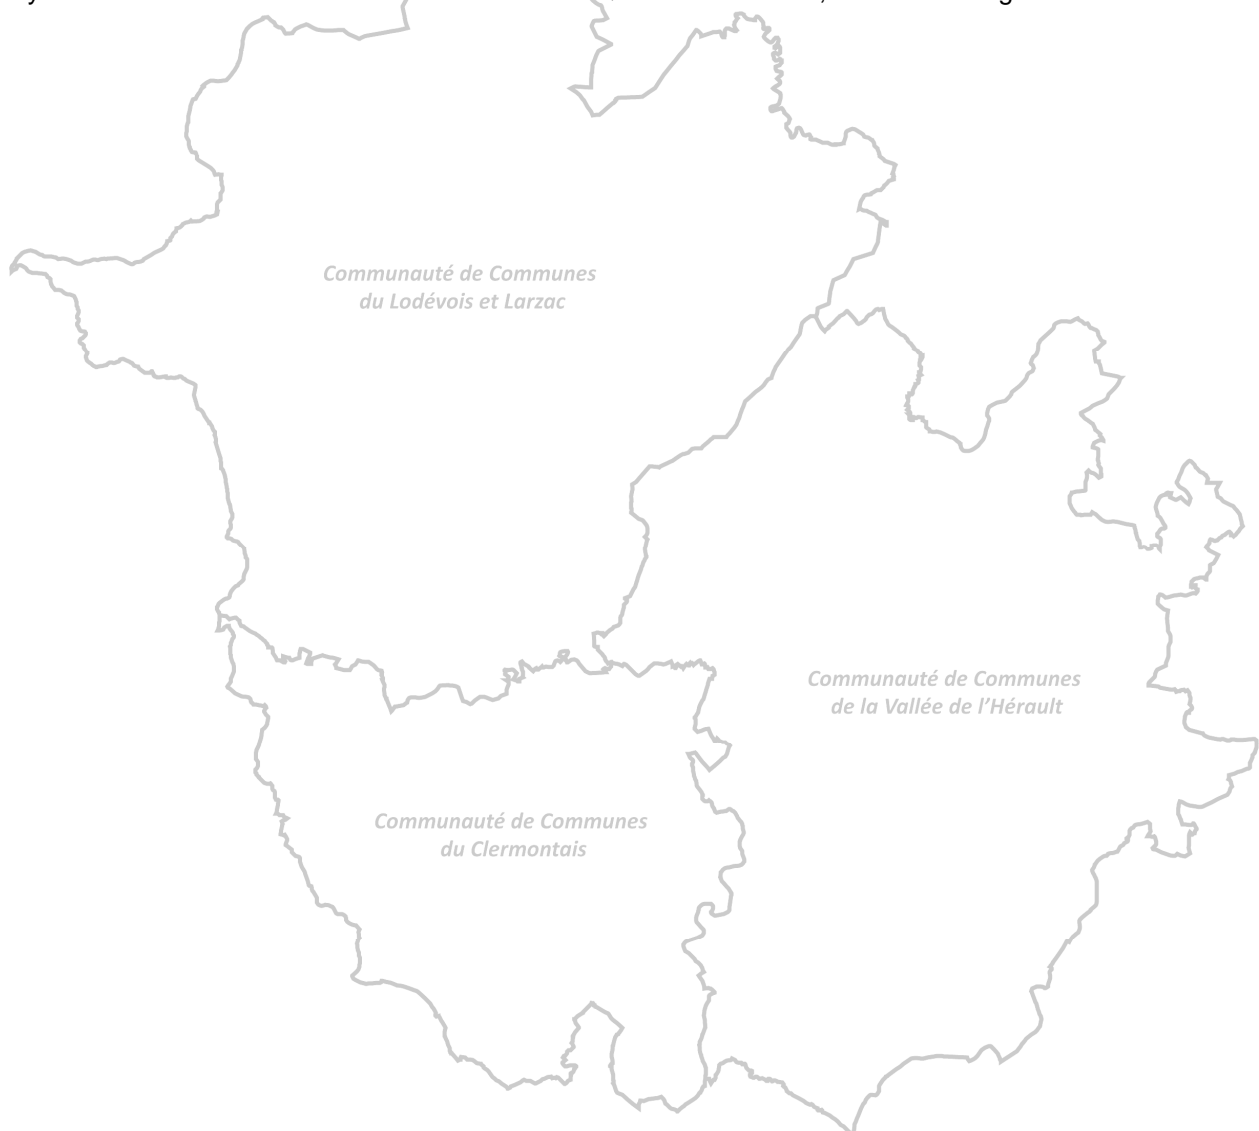 Communauté de Communes
du Lodévois et Larzac
Communauté de Communes
de la Vallée de l’Hérault
Communauté de Communes
du Clermontais